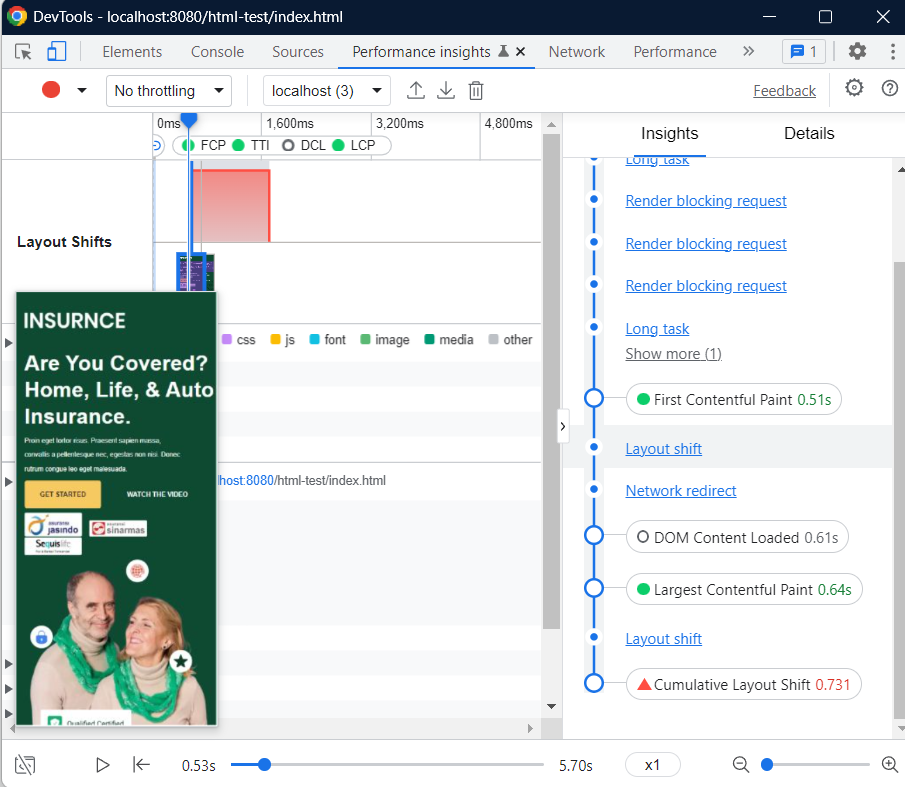 DevTools - localhost:8080/html-test/index.html
Elements Console Sources Performance insights Network Performance 1
No throttling localhost (3) Feedback
0ms 1,600ms 3,200ms 4,800ms
FCP TTI DCL LCP
Layout Shifts
css js font image media other
lhost:8080/html-test/index.html
INSURNCE
Are You Covered?
Home, Life, & Auto
Insurance.
Proin eget tortor risus. Praesent sapien massa,
convallis a pellentesque nec, egestas non nisi. Donec
rutrum congue leo eget malesuada.
GET STARTED WATCH THE VIDEO
jasindo
sinarmas
Sequislife
Qualified Certified
Insights Details
Long task
Render blocking request
Render blocking request
Render blocking request
Long task
Show more (1)
First Contentful Paint 0.51s
Layout shift
Network redirect
DOM Content Loaded 0.61s
Largest Contentful Paint 0.64s
Layout shift
Cumulative Layout Shift 0.731
0.53s 5.70s x1